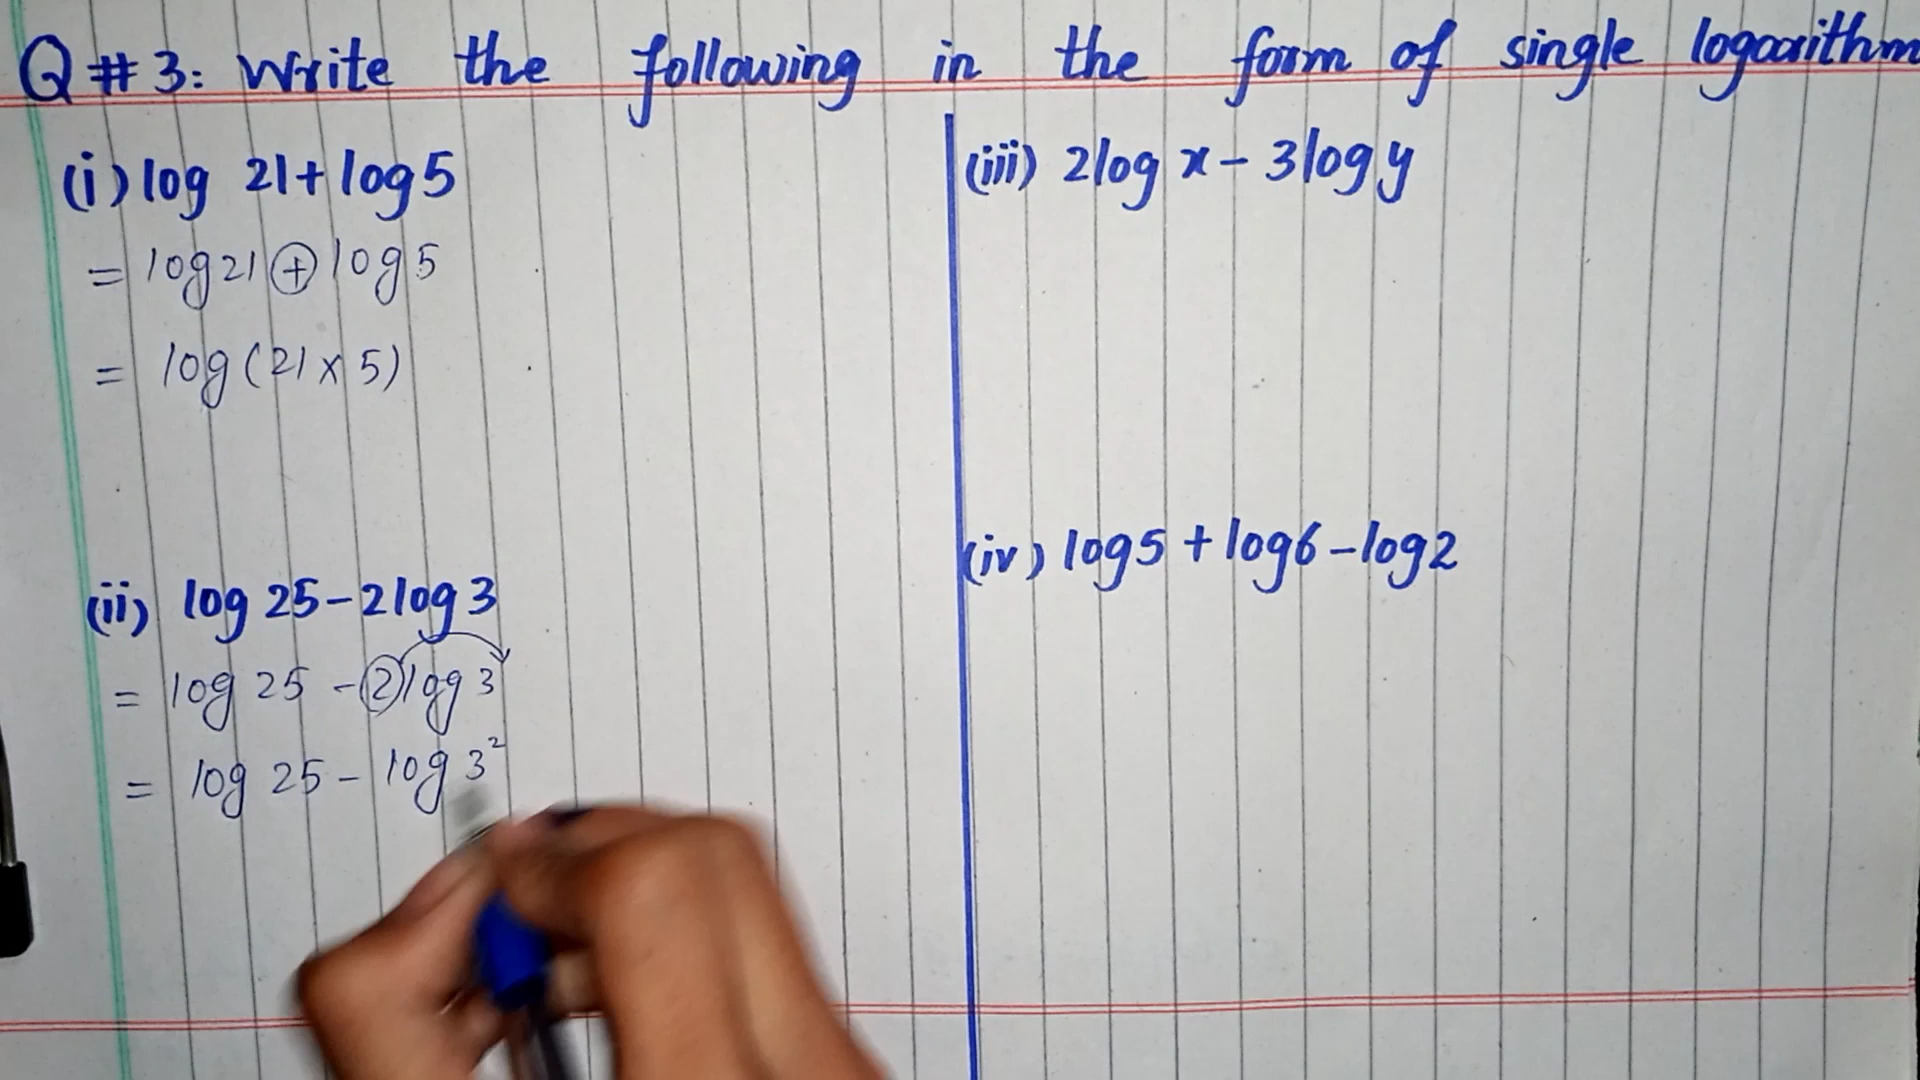 Q # 3: Write the following in the form of single logarithm
(i) log 21 + log 5
= log 21 + log 5
= log (21 × 5)
(ii) log 25 - 2 log 3
= log 25 - 2 log 3
= log 25 - log 3²
(iii) 2 log x - 3 log y
(iv) log 5 + log 6 - log 2